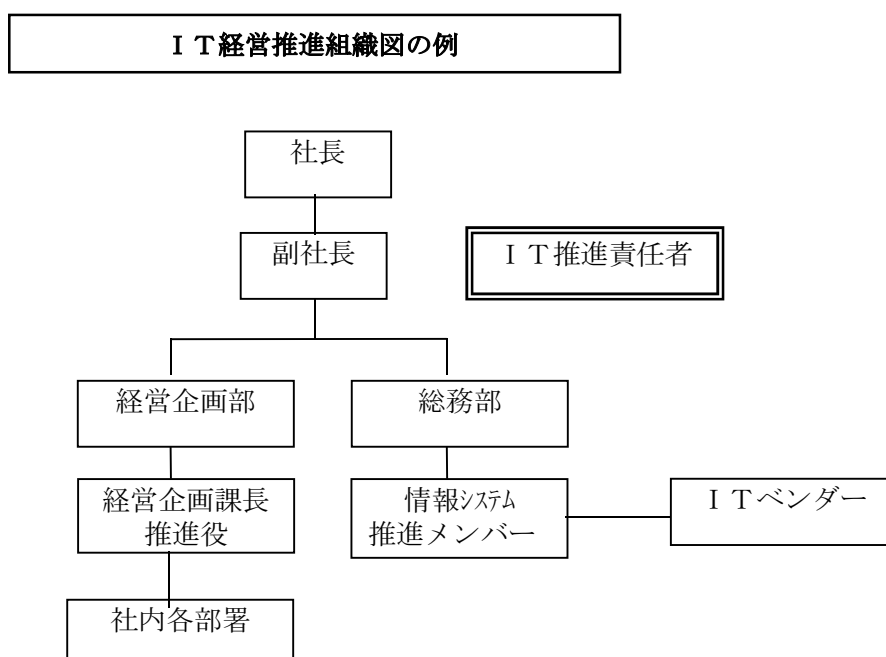 ＩＴ経営推進組織図の例
社長
副社長
ＩＴ推進責任者
経営企画部
総務部
経営企画課長
推進役
情報ｼｽﾃﾑ
推進メンバー
ＩＴベンダー
社内各部署